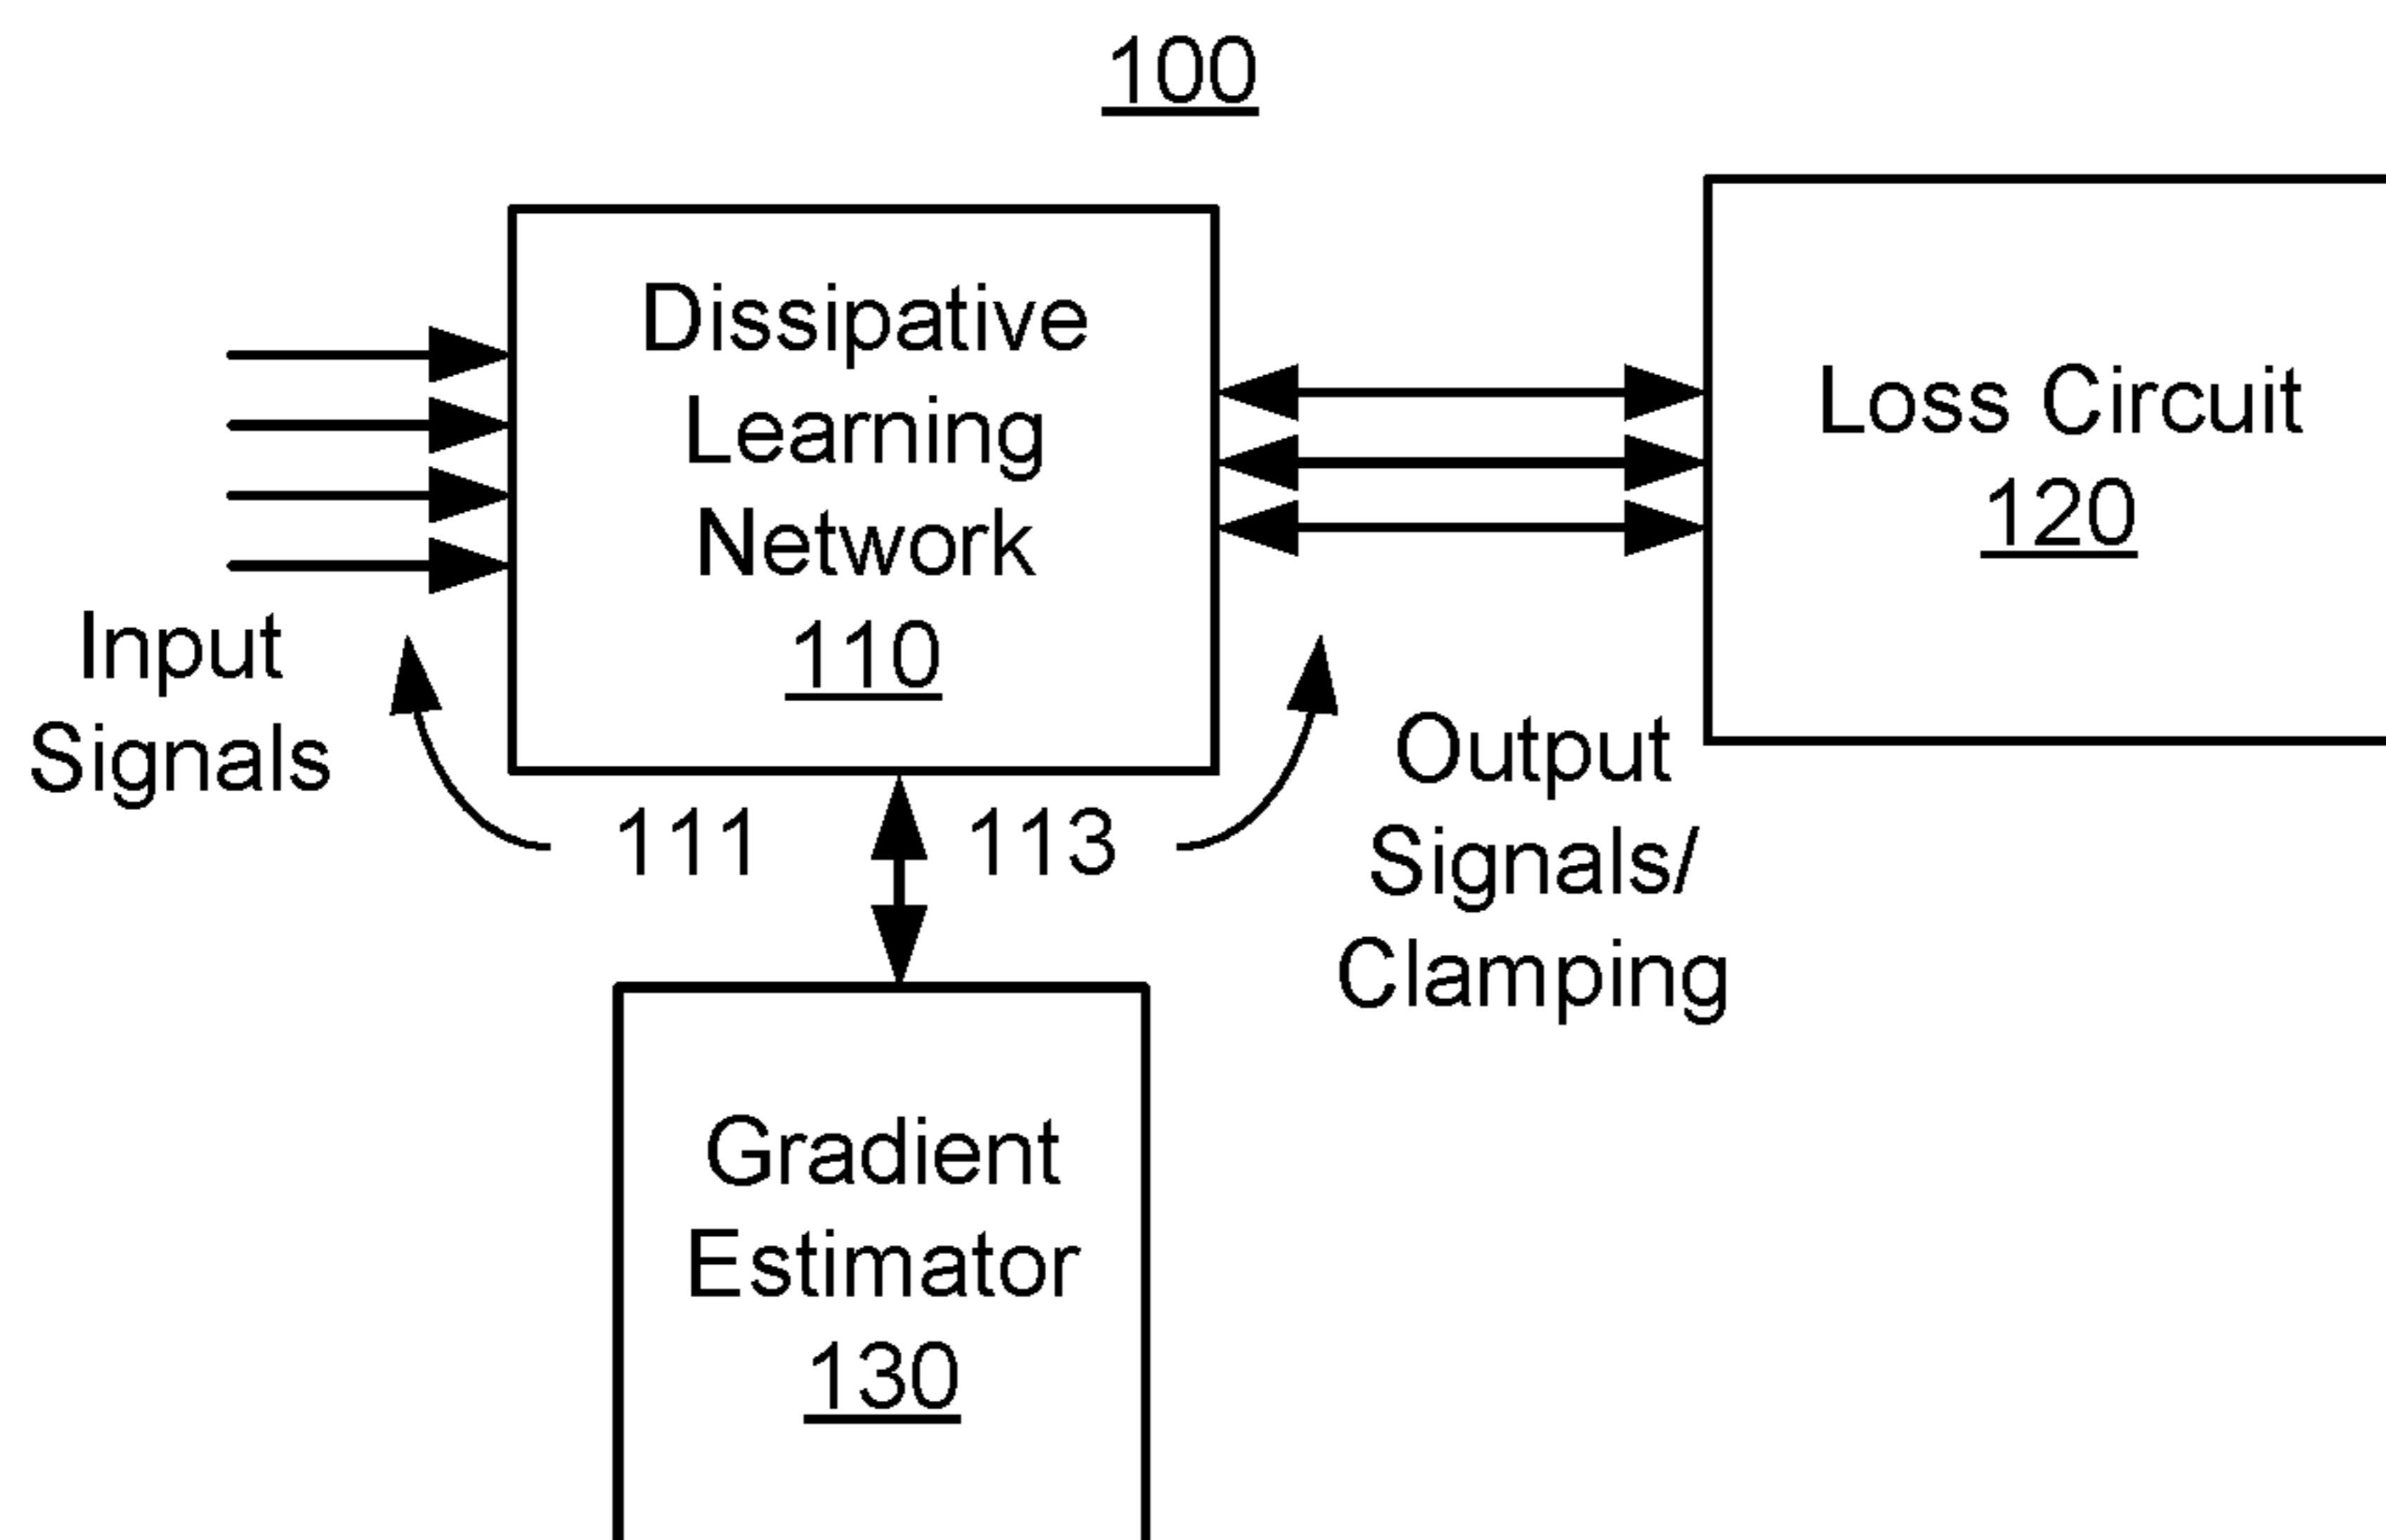 100
Dissipative
Learning
Network
110
Loss Circuit
120
Input
Signals
111
113
Output
Signals/
Clamping
Gradient
Estimator
130